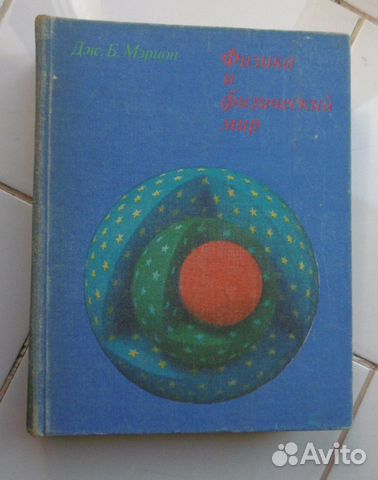 Дж. Б. Мэрион
Физика
и
физический
мир
Avito